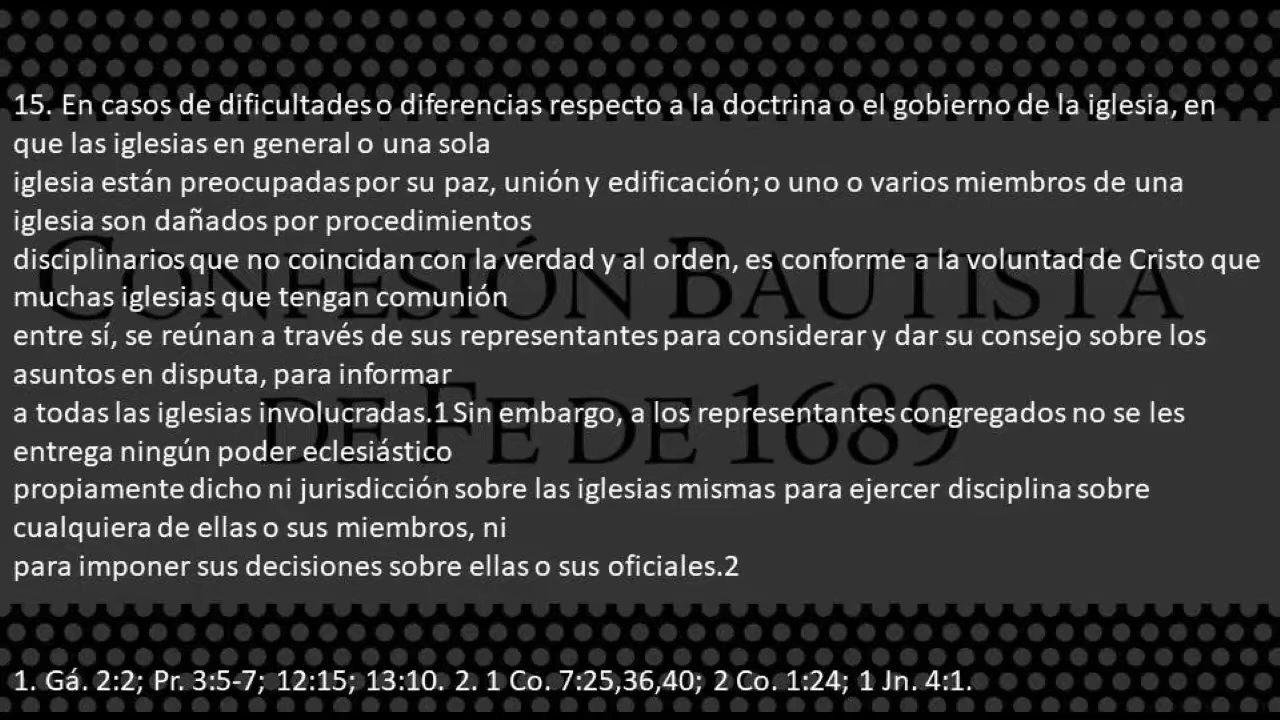 15. En casos de dificultades o diferencias respecto a la doctrina o el gobierno de la iglesia, en
que las iglesias en general o una sola
iglesia están preocupadas por su paz, unión y edificación; o uno o varios miembros de una
iglesia son dañados por procedimientos
disciplinarios que no coincidan con la verdad y al orden, es conforme a la voluntad de Cristo que
muchas iglesias que tengan comunión
entre sí, se reúnan a través de sus representantes para considerar y dar su consejo sobre los
asuntos en disputa, para informar
a todas las iglesias involucradas.1 Sin embargo, a los representantes congregados no se les
entrega ningún poder eclesiástico
propiamente dicho ni jurisdicción sobre las iglesias mismas para ejercer disciplina sobre
cualquiera de ellas o sus miembros, ni
para imponer sus decisiones sobre ellas o sus oficiales.2
1. Gá. 2:2; Pr. 3:5-7; 12:15; 13:10. 2. 1 Co. 7:25,36,40; 2 Co. 1:24; 1 Jn. 4:1.
CONFESIÓN BAUTISTA
DE FE DE 1689